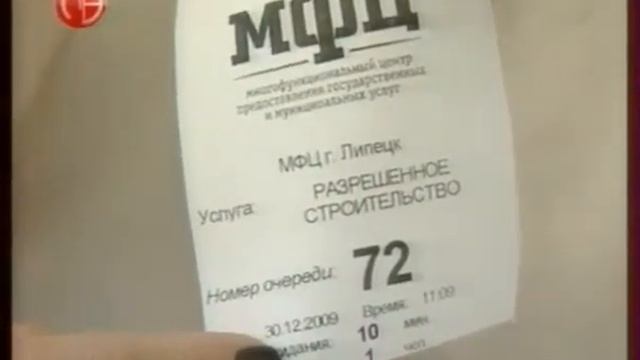 МФЦ
многофункциональный центр
предоставления государственных
и муниципальных услуг
МФЦ г. Липецк
Услуга: РАЗРЕШЕННОЕ
СТРОИТЕЛЬСТВО
Номер очереди: 72
30.12.2009 Время: 11:09
идания: 10 мин
1 чел